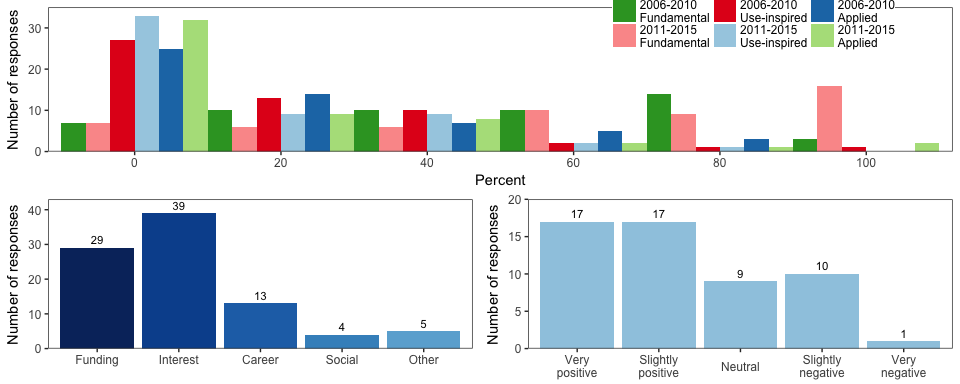 2006-2010 2006-2010 2006-2010
Fundamental Use-inspired Applied
2011-2015 2011-2015 2011-2015
Fundamental Use-inspired Applied
Number of responses
30
20
10
0
0 20 40 60 80 100
Percent
Number of responses
40
30
20
10
0
29
39
13
4
5
Funding Interest Career Social Other
Number of responses
20
15
10
5
0
17
17
9
10
1
Very positive
Slightly positive
Neutral
Slightly negative
Very negative